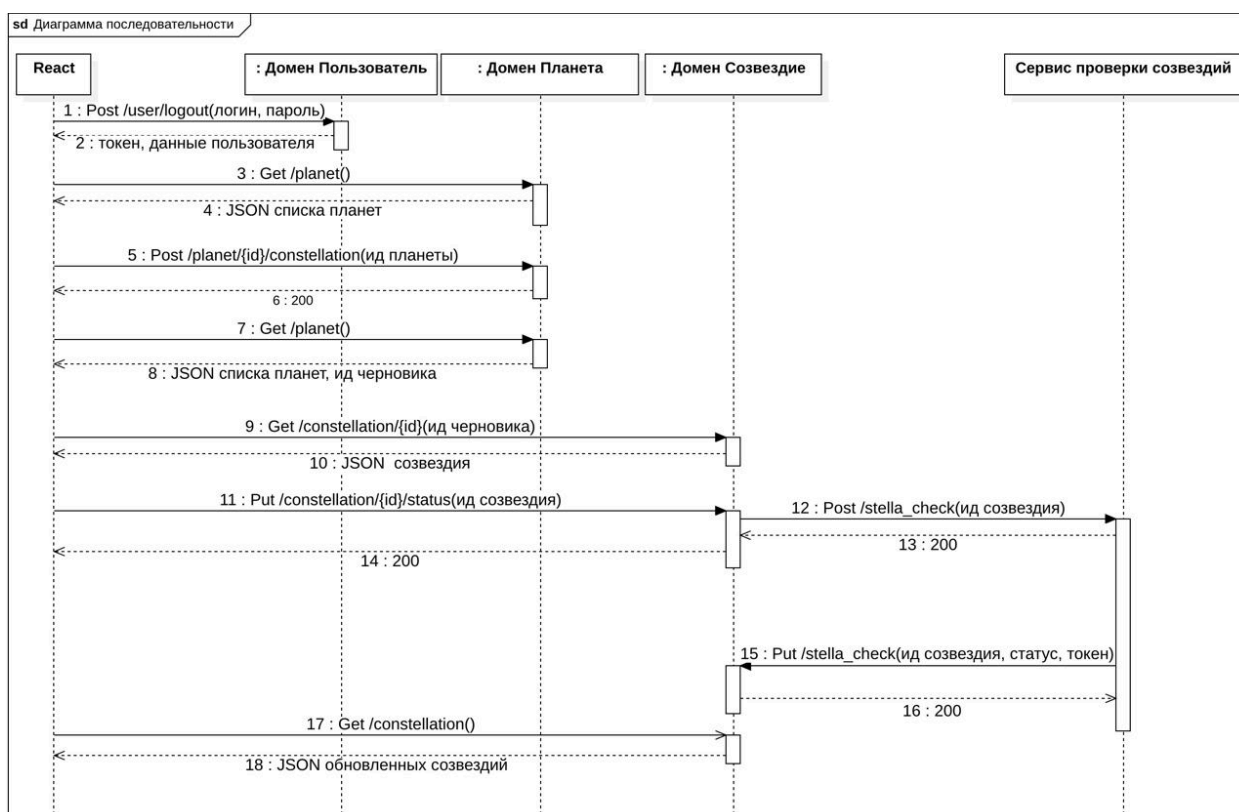 sd Диаграмма последовательности
React
: Домен Пользователь
: Домен Планета
: Домен Созвездие
Сервис проверки созвездий
1 : Post /user/logout(логин, пароль)
2 : токен, данные пользователя
3 : Get /planet()
4 : JSON списка планет
5 : Post /planet/{id}/constellation(ид планеты)
6 : 200
7 : Get /planet()
8 : JSON списка планет, ид черновика
9 : Get /constellation/{id}(ид черновика)
10 : JSON созвездия
11 : Put /constellation/{id}/status(ид созвездия)
12 : Post /stella_check(ид созвездия)
13 : 200
14 : 200
15 : Put /stella_check(ид созвездия, статус, токен)
16 : 200
17 : Get /constellation()
18 : JSON обновленных созвездий